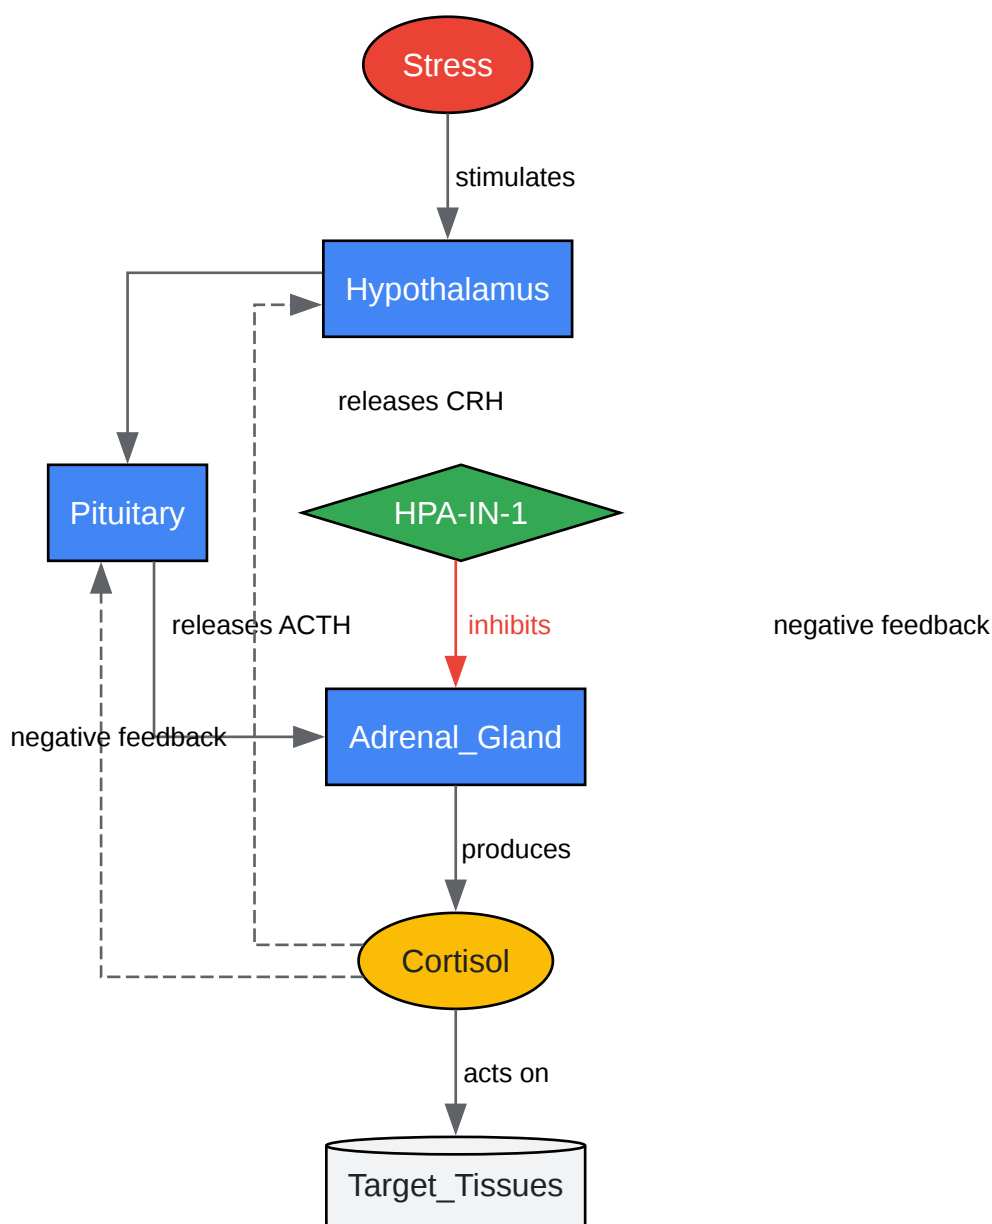 Stress
stimulates
Hypothalamus
releases CRH
Pituitary
HPA-IN-1
releases ACTH
inhibits
negative feedback
negative feedback
Adrenal_Gland
produces
Cortisol
acts on
Target_Tissues